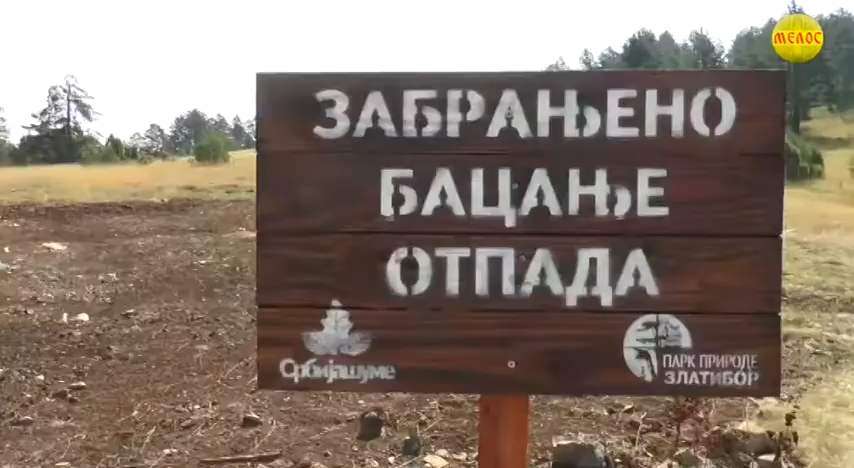 МЕЛОС
ЗАБРАЊЕНО
БАЦАЊЕ
ОТПАДА
Србијашуме
ПАРК ПРИРОДЕ
ЗЛАТИБОР